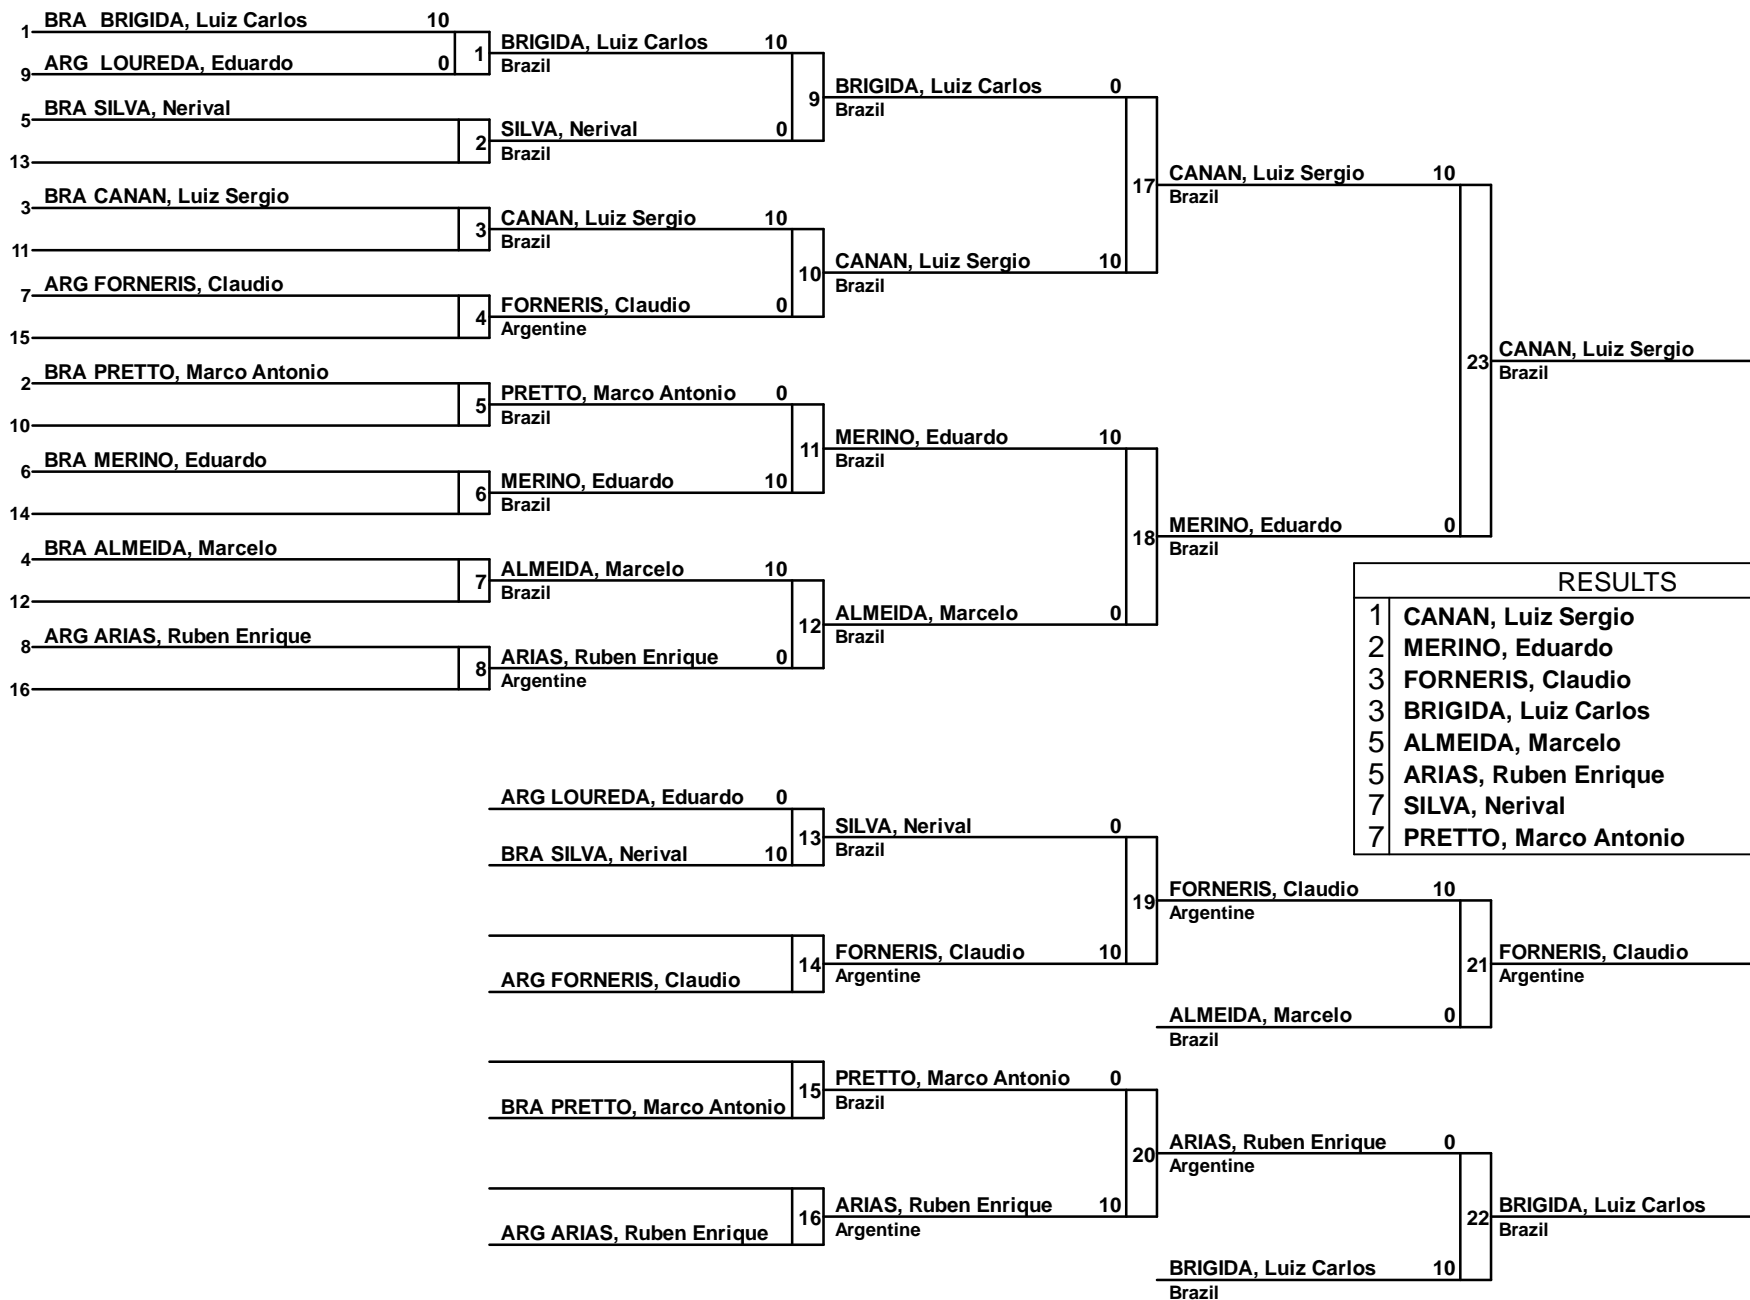 BRA BRIGIDA, Luiz Carlos 10
1
ARG LOUREDA, Eduardo 0
9
1
BRIGIDA, Luiz Carlos 10
Brazil
BRA SILVA, Nerival
5
13
2
SILVA, Nerival 0
Brazil
9
BRIGIDA, Luiz Carlos 0
Brazil
BRA CANAN, Luiz Sergio
3
11
3
CANAN, Luiz Sergio 10
Brazil
ARG FORNERIS, Claudio
7
15
4
FORNERIS, Claudio 0
Argentine
10
CANAN, Luiz Sergio 10
Brazil
17
CANAN, Luiz Sergio 10
Brazil
BRA PRETTO, Marco Antonio
2
10
5
PRETTO, Marco Antonio 0
Brazil
BRA MERINO, Eduardo
6
14
6
MERINO, Eduardo 10
Brazil
11
MERINO, Eduardo 10
Brazil
BRA ALMEIDA, Marcelo
4
12
7
ALMEIDA, Marcelo 10
Brazil
ARG ARIAS, Ruben Enrique
8
16
8
ARIAS, Ruben Enrique 0
Argentine
12
ALMEIDA, Marcelo 0
Brazil
18
MERINO, Eduardo 0
Brazil
23
CANAN, Luiz Sergio
Brazil
RESULTS
1 CANAN, Luiz Sergio
2 MERINO, Eduardo
3 FORNERIS, Claudio
3 BRIGIDA, Luiz Carlos
5 ALMEIDA, Marcelo
5 ARIAS, Ruben Enrique
7 SILVA, Nerival
7 PRETTO, Marco Antonio
ARG LOUREDA, Eduardo 0
BRA SILVA, Nerival 10
13
SILVA, Nerival 0
Brazil
ARG FORNERIS, Claudio
14
FORNERIS, Claudio 10
Argentine
19
FORNERIS, Claudio 10
Argentine
ALMEIDA, Marcelo 0
Brazil
21
FORNERIS, Claudio
Argentine
BRA PRETTO, Marco Antonio
15
PRETTO, Marco Antonio 0
Brazil
ARG ARIAS, Ruben Enrique
16
ARIAS, Ruben Enrique 10
Argentine
20
ARIAS, Ruben Enrique 0
Argentine
BRIGIDA, Luiz Carlos 10
Brazil
22
BRIGIDA, Luiz Carlos
Brazil